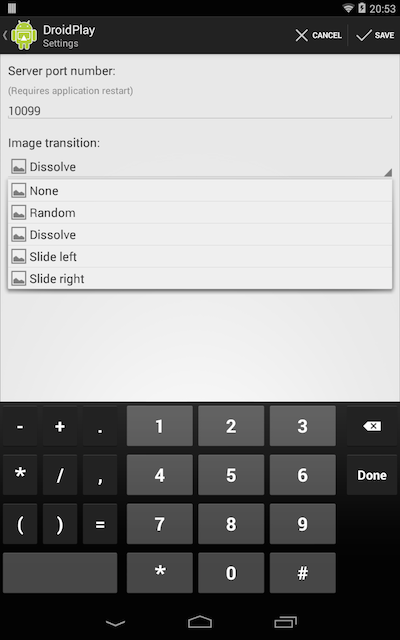 20:53
DroidPlay
Settings
CANCEL
SAVE
Server port number:
(Requires application restart)
10099
Image transition:
Dissolve
None
Random
Dissolve
Slide left
Slide right
- + . 1 2 3
* / , 4 5 6 Done
( ) = 7 8 9
* 0 #